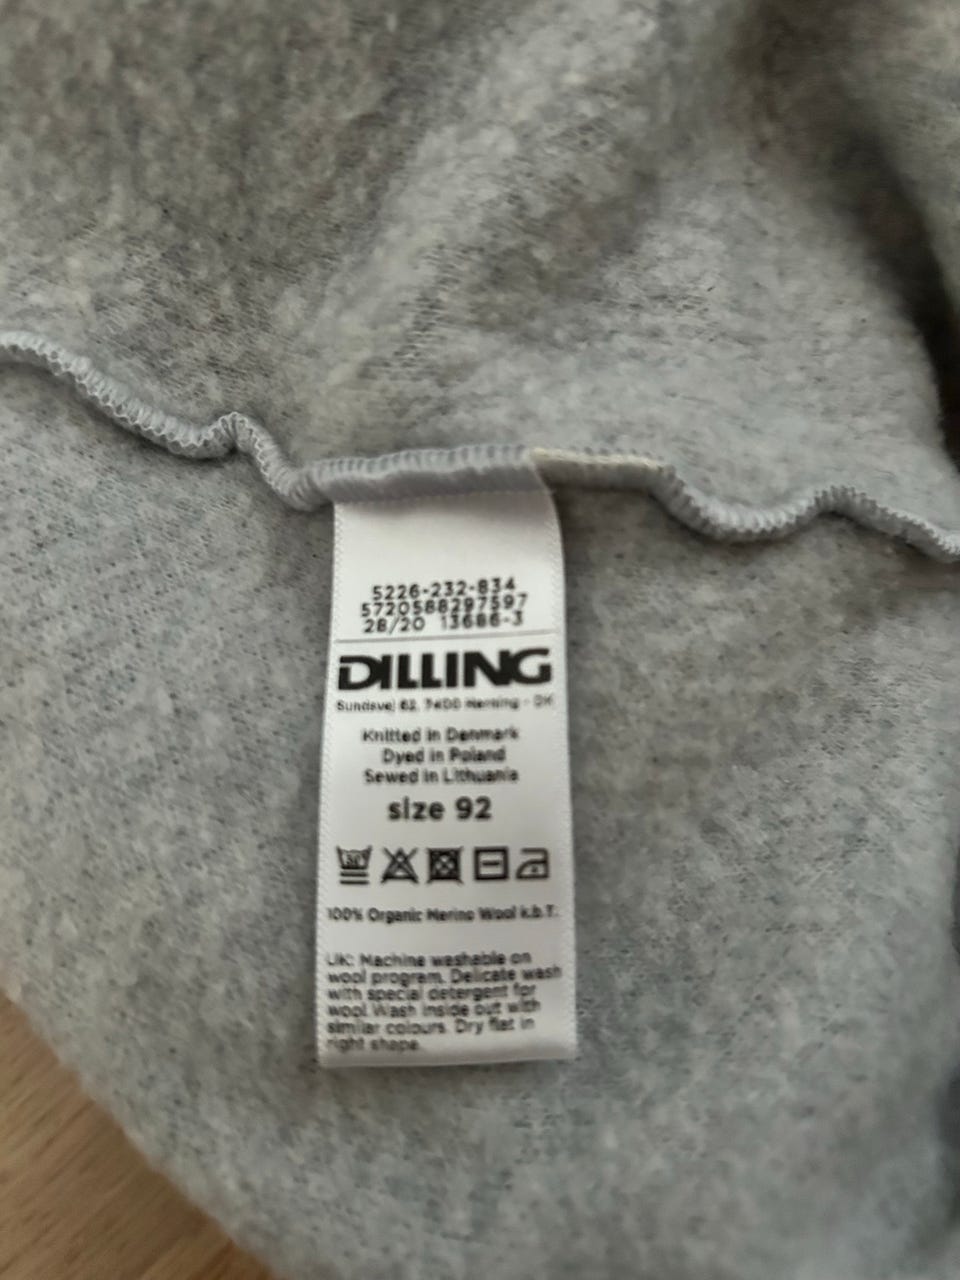 5226-232-834
5720588297597
28/20 13686-3
DILLING
Sundsvej 62, 7400 Herning - DK
Knitted in Denmark
Dyed in Poland
Sewed in Lithuania
size 92
30
100% Organic Merino Wool k.b.T.
UK: Machine washable on
wool program. Delicate wash
with special detergent for
wool. Wash inside out with
similar colours. Dry flat in
right shape.